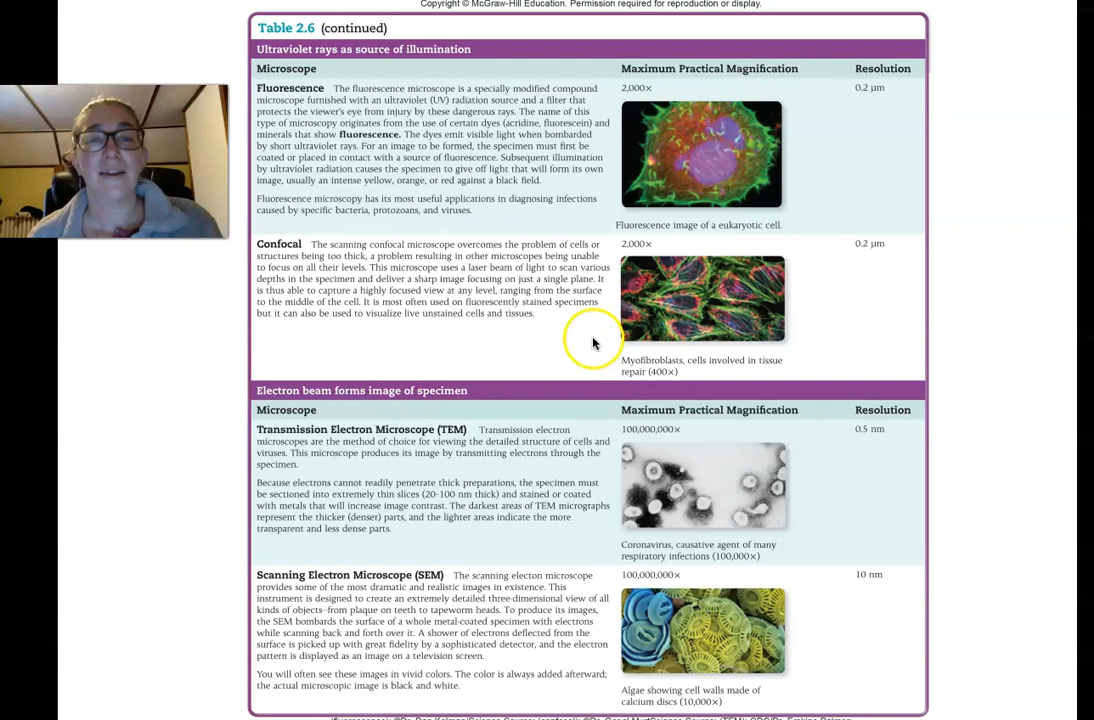 Copyright © McGraw-Hill Education. Permission required for reproduction or display.
Table 2.6 (continued)
Ultraviolet rays as source of illumination
Microscope Maximum Practical Magnification Resolution
Fluorescence The fluorescence microscope is a specially modified compound
microscope furnished with an ultraviolet (UV) radiation source and a filter that
protects the viewer's eye from injury by these dangerous rays. The name of this
type of microscopy originates from the use of certain dyes (acridine, fluorescein) and
minerals that show fluorescence. The dyes emit visible light when bombarded
by short ultraviolet rays. For an image to be formed, the specimen must first be
coated or placed in contact with a source of fluorescence. Subsequent illumination
by ultraviolet radiation causes the specimen to give off light that will form its own
image, usually an intense yellow, orange, or red against a black field.
Fluorescence microscopy has its most useful applications in diagnosing infections
caused by specific bacteria, protozoans, and viruses.
2,000×
0.2 µm
Fluorescence image of a eukaryotic cell.
Confocal The scanning confocal microscope overcomes the problem of cells or
structures being too thick, a problem resulting in other microscopes being unable
to focus on all their levels. This microscope uses a laser beam of light to scan various
depths in the specimen and deliver a sharp image focusing on just a single plane. It
is thus able to capture a highly focused view at any level, ranging from the surface
to the middle of the cell. It is most often used on fluorescently stained specimens
but it can also be used to visualize live unstained cells and tissues.
2,000×
0.2 µm
Myofibroblasts, cells involved in tissue
repair (400×)
Electron beam forms image of specimen
Microscope Maximum Practical Magnification Resolution
Transmission Electron Microscope (TEM) Transmission electron
microscopes are the method of choice for viewing the detailed structure of cells and
viruses. This microscope produces its image by transmitting electrons through the
specimen.
Because electrons cannot readily penetrate thick preparations, the specimen must
be sectioned into extremely thin slices (20–100 nm thick) and stained or coated
with metals that will increase image contrast. The darkest areas of TEM micrographs
represent the thicker (denser) parts, and the lighter areas indicate the more
transparent and less dense parts.
100,000,000×
0.5 nm
Coronavirus, causative agent of many
respiratory infections (100,000×)
Scanning Electron Microscope (SEM) The scanning electon microscope
provides some of the most dramatic and realistic images in existence. This
instrument is designed to create an extremely detailed three-dimensional view of all
kinds of objects–from plaque on teeth to tapeworm heads. To produce its images,
the SEM bombards the surface of a whole metal-coated specimen with electrons
while scanning back and forth over it. A shower of electrons deflected from the
surface is picked up with great fidelity by a sophisticated detector, and the electron
pattern is displayed as an image on a television screen.
You will often see these images in vivid colors. The color is always added afterward;
the actual microscopic image is black and white.
100,000,000×
10 nm
Algae showing cell walls made of
calcium discs (10,000×)